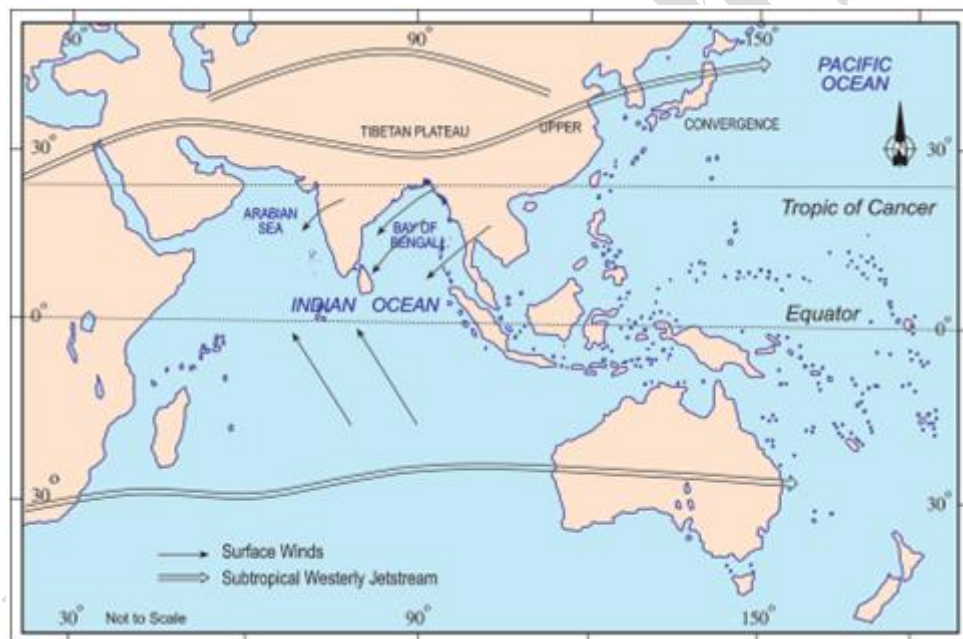 30°
90°
150°
PACIFIC
OCEAN
TIBETAN PLATEAU
UPPER
CONVERGENCE
30°
30°
N
ARABIAN
SEA
BAY OF
BENGAL
Tropic of Cancer
INDIAN OCEAN
0°
Equator
0°
30°
30°
Surface Winds
Subtropical Westerly Jetstream
30°
Not to Scale
90°
150°